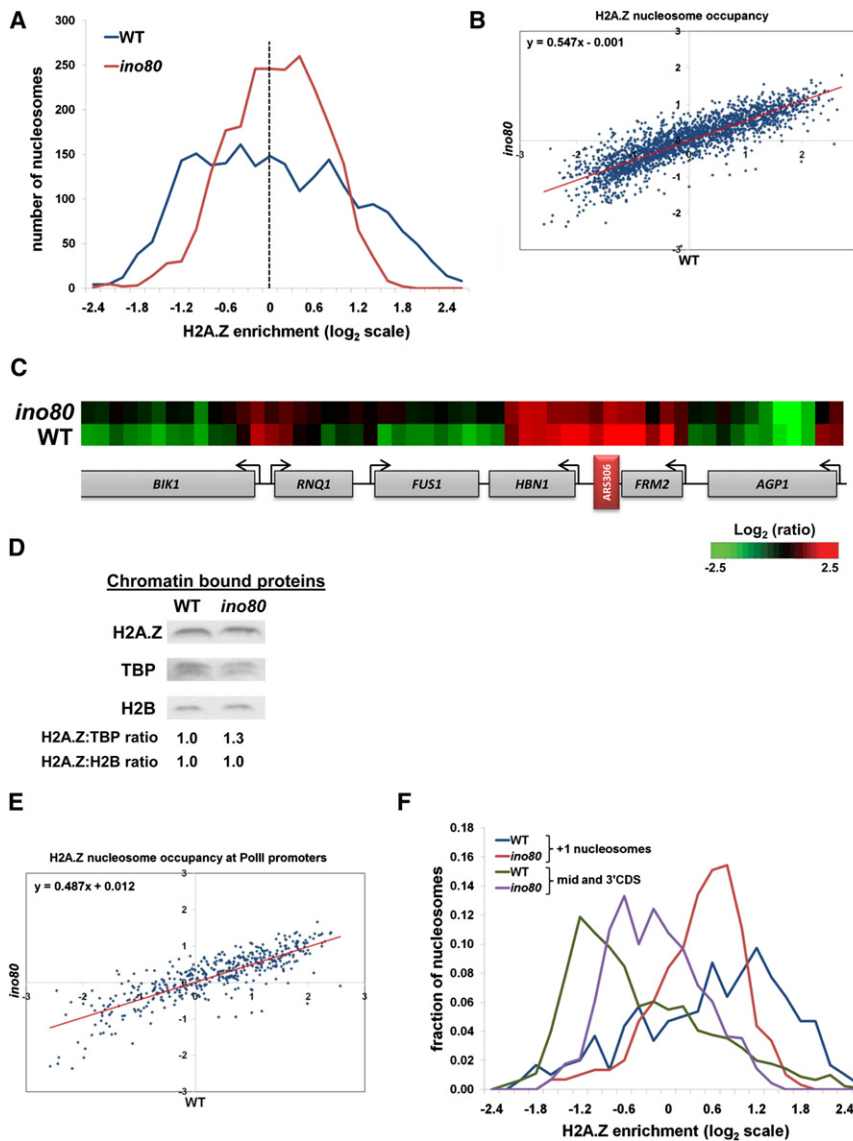 A
WT
ino80
300
250
200
150
100
50
0
number of nucleosomes
-2.4 -1.8 -1.2 -0.6 0 0.6 1.2 1.8 2.4
H2A.Z enrichment (log2 scale)
B
H2A.Z nucleosome occupancy
y = 0.547x - 0.001
3
2
1
-3 -2 -1 0 1 2 3
-1
-2
-3
ino80
WT
C
ino80
WT
BIK1 RNQ1 FUS1 HBN1 ARS306 FRM2 AGP1
Log2 (ratio)
-2.5 2.5
D
Chromatin bound proteins
WT ino80
H2A.Z
TBP
H2B
H2A.Z:TBP ratio 1.0 1.3
H2A.Z:H2B ratio 1.0 1.0
E
H2A.Z nucleosome occupancy at PolII promoters
y = 0.487x + 0.012
3
2
1
-3 -2 -1 0 1 2 3
-1
-2
-3
ino80
WT
F
WT
ino80
+1 nucleosomes
WT
ino80
mid and 3'CDS
0.18
0.16
0.14
0.12
0.10
0.08
0.06
0.04
0.02
0.00
fraction of nucleosomes
-2.4 -1.8 -1.2 -0.6 0 0.6 1.2 1.8 2.4
H2A.Z enrichment (log2 scale)